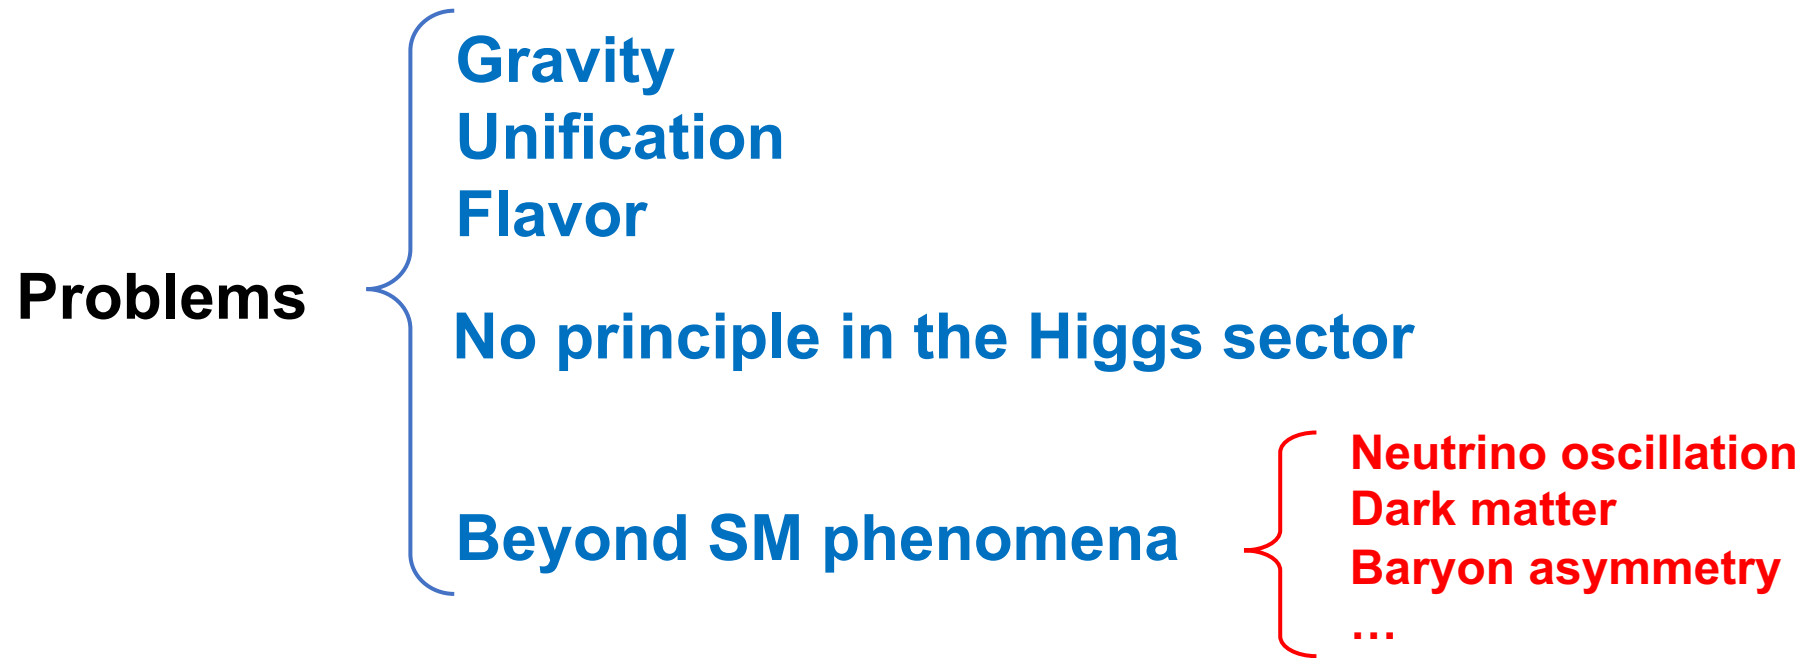 Gravity
Unification
Flavor
Problems
No principle in the Higgs sector
Beyond SM phenomena
Neutrino oscillation
Dark matter
Baryon asymmetry
…